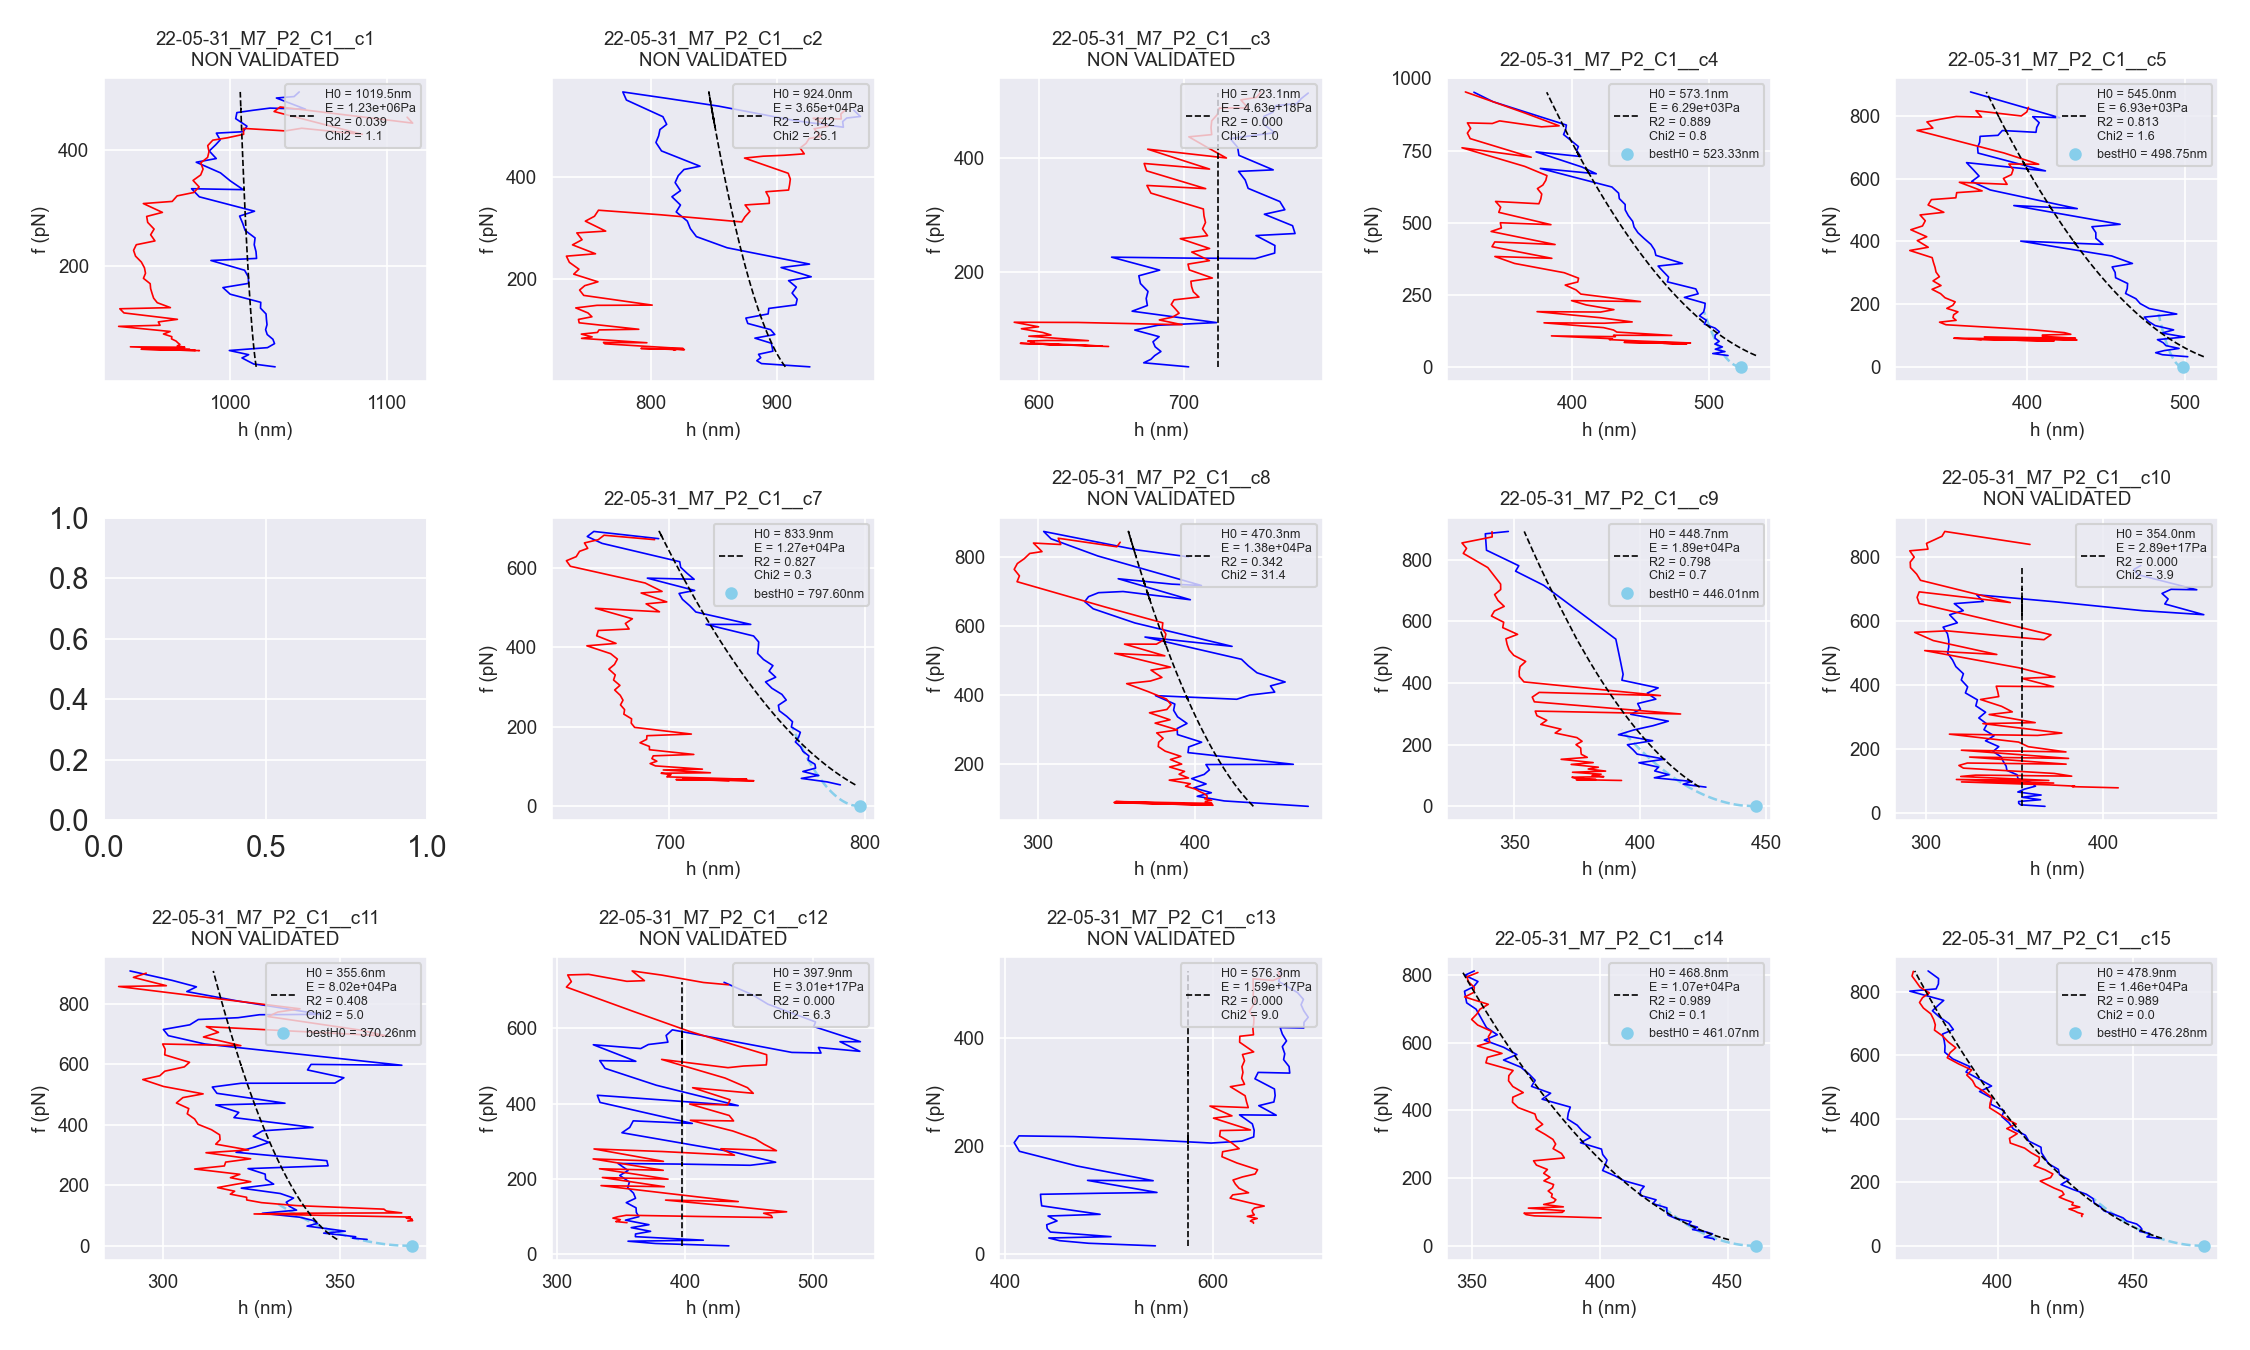 22-05-31_M7_P2_C1__c1
NON VALIDATED
H0 = 1019.5nm
E = 1.23e+06Pa
R2 = 0.039
Chi2 = 1.1
400
200
f (pN)
1000
1100
h (nm)
22-05-31_M7_P2_C1__c2
NON VALIDATED
H0 = 924.0nm
E = 3.65e+04Pa
R2 = 0.142
Chi2 = 25.1
400
200
f (pN)
800
900
h (nm)
22-05-31_M7_P2_C1__c3
NON VALIDATED
H0 = 723.1nm
E = 4.63e+18Pa
R2 = 0.000
Chi2 = 1.0
400
200
f (pN)
600
700
h (nm)
22-05-31_M7_P2_C1__c4
H0 = 573.1nm
E = 6.29e+03Pa
R2 = 0.889
Chi2 = 0.8
bestH0 = 523.33nm
1000
750
500
250
0
f (pN)
400
500
h (nm)
22-05-31_M7_P2_C1__c5
H0 = 545.0nm
E = 6.93e+03Pa
R2 = 0.813
Chi2 = 1.6
bestH0 = 498.75nm
800
600
400
200
0
f (pN)
400
500
h (nm)
1.0
0.8
0.6
0.4
0.2
0.0
0.0
0.5
1.0
22-05-31_M7_P2_C1__c7
H0 = 833.9nm
E = 1.27e+04Pa
R2 = 0.827
Chi2 = 0.3
bestH0 = 797.60nm
600
400
200
0
f (pN)
700
800
h (nm)
22-05-31_M7_P2_C1__c8
NON VALIDATED
H0 = 470.3nm
E = 1.38e+04Pa
R2 = 0.342
Chi2 = 31.4
800
600
400
200
f (pN)
300
400
h (nm)
22-05-31_M7_P2_C1__c9
H0 = 448.7nm
E = 1.89e+04Pa
R2 = 0.798
Chi2 = 0.7
bestH0 = 446.01nm
800
600
400
200
0
f (pN)
350
400
450
h (nm)
22-05-31_M7_P2_C1__c10
NON VALIDATED
H0 = 354.0nm
E = 2.89e+17Pa
R2 = 0.000
Chi2 = 3.9
800
600
400
200
0
f (pN)
300
400
h (nm)
22-05-31_M7_P2_C1__c11
NON VALIDATED
H0 = 355.6nm
E = 8.02e+04Pa
R2 = 0.408
Chi2 = 5.0
bestH0 = 370.26nm
800
600
400
200
0
f (pN)
300
350
h (nm)
22-05-31_M7_P2_C1__c12
NON VALIDATED
H0 = 397.9nm
E = 3.01e+17Pa
R2 = 0.000
Chi2 = 6.3
600
400
200
0
f (pN)
300
400
500
h (nm)
22-05-31_M7_P2_C1__c13
NON VALIDATED
H0 = 576.3nm
E = 1.59e+17Pa
R2 = 0.000
Chi2 = 9.0
400
200
0
f (pN)
400
600
h (nm)
22-05-31_M7_P2_C1__c14
H0 = 468.8nm
E = 1.07e+04Pa
R2 = 0.989
Chi2 = 0.1
bestH0 = 461.07nm
800
600
400
200
0
f (pN)
350
400
450
h (nm)
22-05-31_M7_P2_C1__c15
H0 = 478.9nm
E = 1.46e+04Pa
R2 = 0.989
Chi2 = 0.0
bestH0 = 476.28nm
800
600
400
200
0
f (pN)
400
450
h (nm)